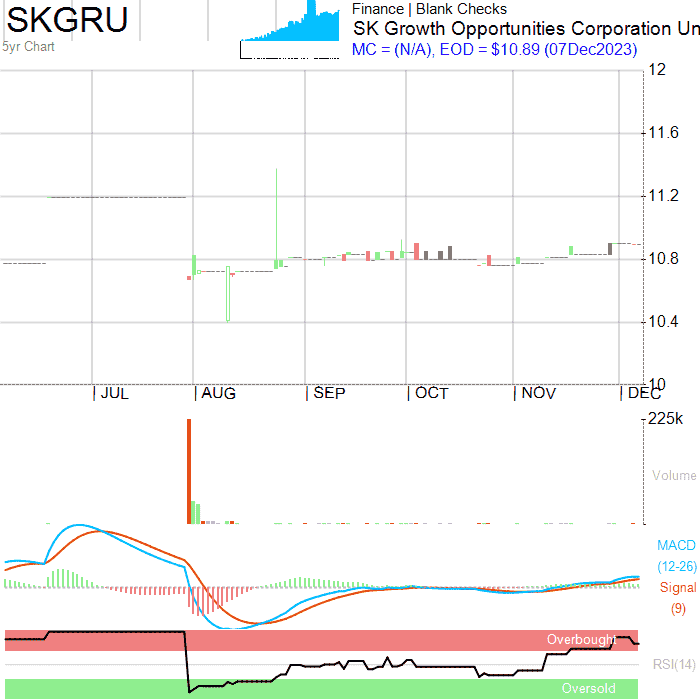 SKGRU
Finance | Blank Checks
SK Growth Opportunities Corporation Un
5yr Chart
MC = (N/A), EOD = $10.89 (07Dec2023)
12
11.6
11.2
10.8
10.4
10
| JUL | AUG | SEP | OCT | NOV | DEC
225k
Volume
MACD
(12-26)
Signal
(9)
Overbought
RSI(14)
Oversold